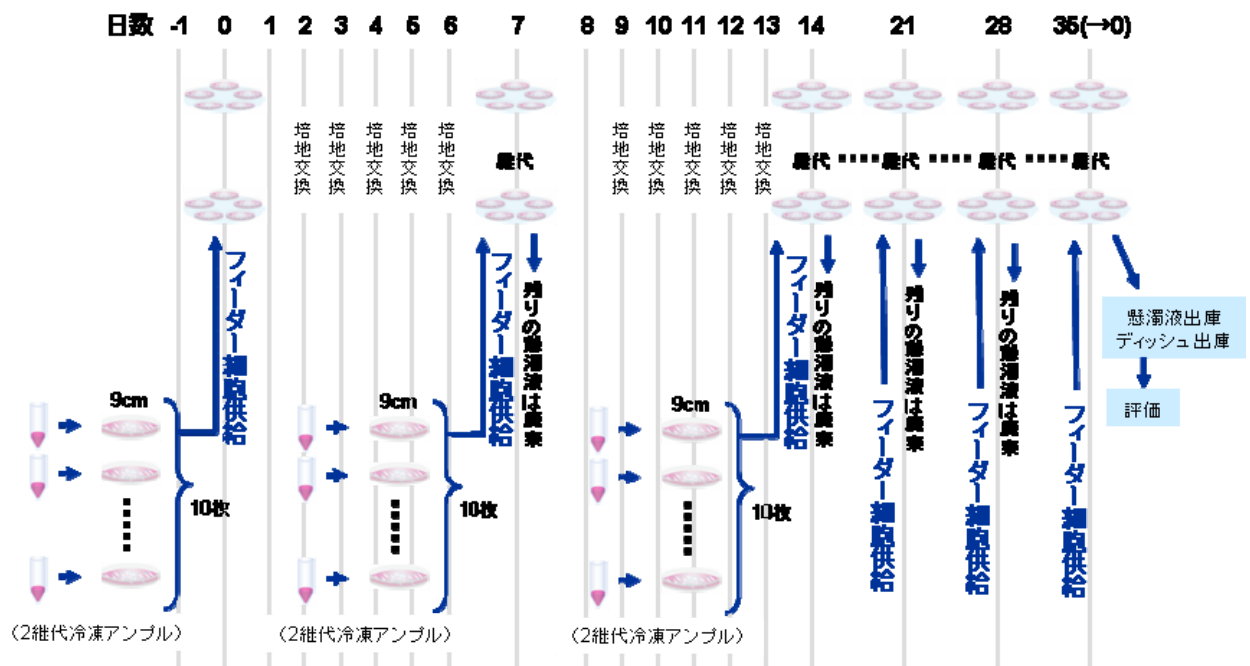 日数 -1 0 1 2 3 4 5 6 7 8 9 10 11 12 13 14 21 28 35(→0)
培地交換
培地交換
培地交換
培地交換
培地交換
継代
培地交換
培地交換
培地交換
培地交換
培地交換
継代
継代
継代
継代
フィーダー細胞供給
フィーダー細胞供給
残りの懸濁液は廃棄
フィーダー細胞供給
残りの懸濁液は廃棄
フィーダー細胞供給
残りの懸濁液は廃棄
フィーダー細胞供給
残りの懸濁液は廃棄
フィーダー細胞供給
懸濁液出庫
ディッシュ出庫
評価
9cm
10枚
(2継代冷凍アンプル)
9cm
10枚
(2継代冷凍アンプル)
9cm
10枚
(2継代冷凍アンプル)